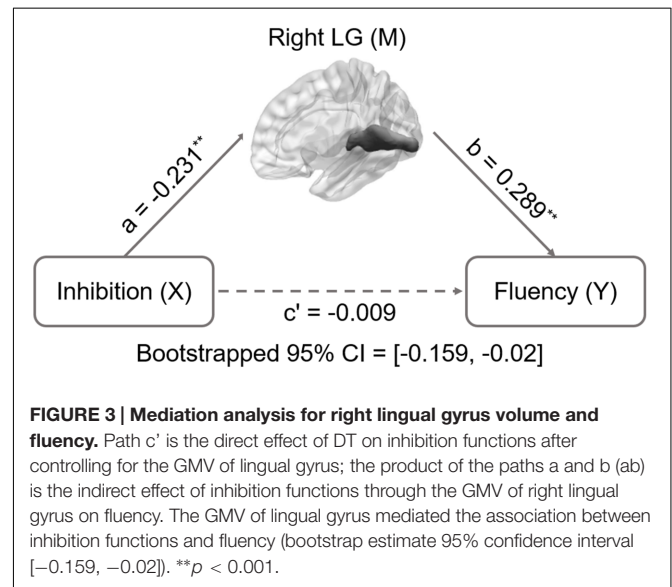 Right LG (M)
a = -0.231**
b = 0.289**
Inhibition (X)
Fluency (Y)
c' = -0.009
Bootstrapped 95% CI = [-0.159, -0.02]
FIGURE 3 | Mediation analysis for right lingual gyrus volume and
fluency. Path c’ is the direct effect of DT on inhibition functions after
controlling for the GMV of lingual gyrus; the product of the paths a and b (ab)
is the indirect effect of inhibition functions through the GMV of right lingual
gyrus on fluency. The GMV of lingual gyrus mediated the association between
inhibition functions and fluency (bootstrap estimate 95% confidence interval
[−0.159, −0.02]). **p < 0.001.